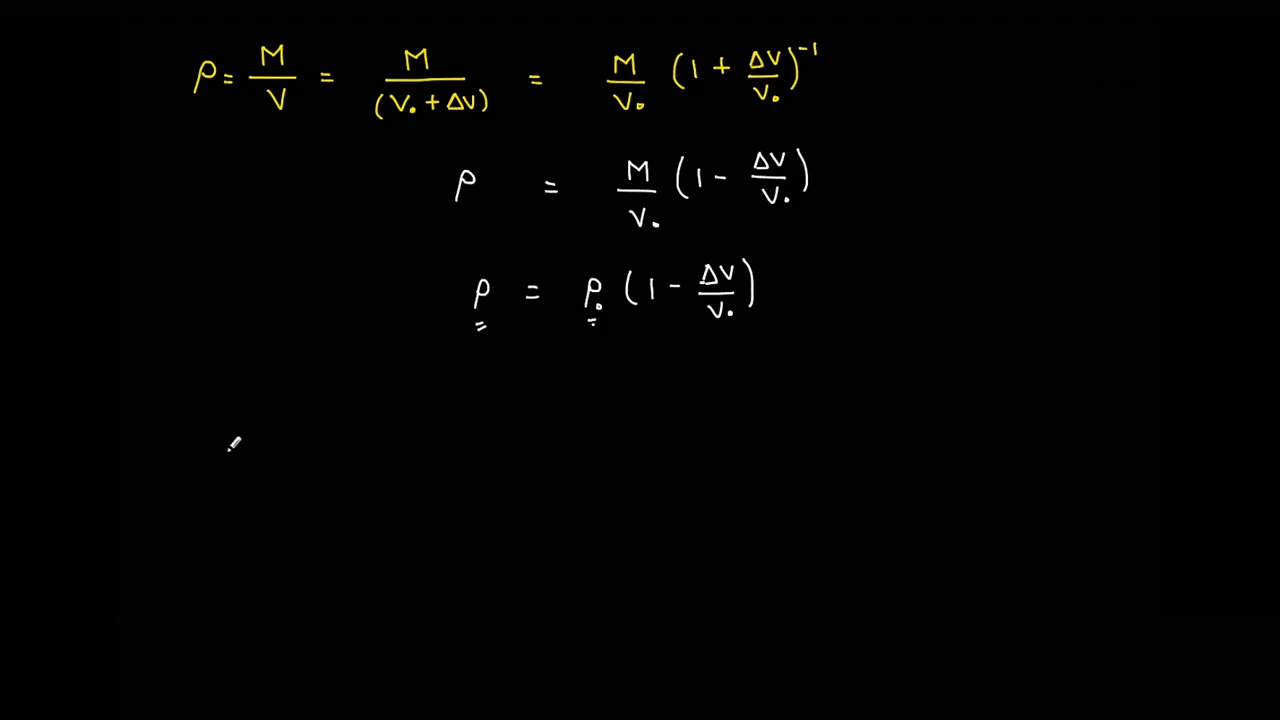 ρ = M/V = M/(V₀ + ΔV) = M/V₀ (1 + ΔV/V₀)⁻¹
ρ = M/V₀ (1 - ΔV/V₀)
ρ = ρ₀ (1 - ΔV/V₀)